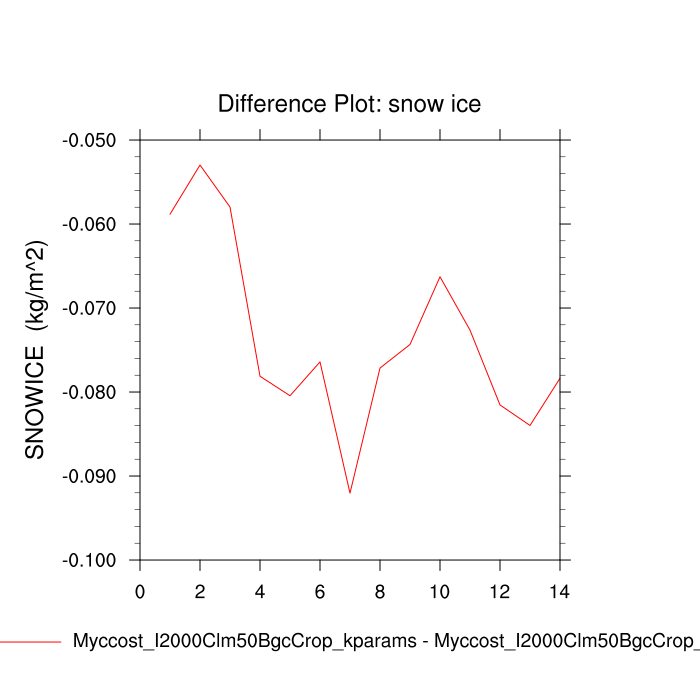 Difference Plot: snow ice
SNOWICE (kg/m^2)
-0.050
-0.060
-0.070
-0.080
-0.090
-0.100
0 2 4 6 8 10 12 14
Myccost_I2000Clm50BgcCrop_kparams - Myccost_I2000Clm50BgcCrop_